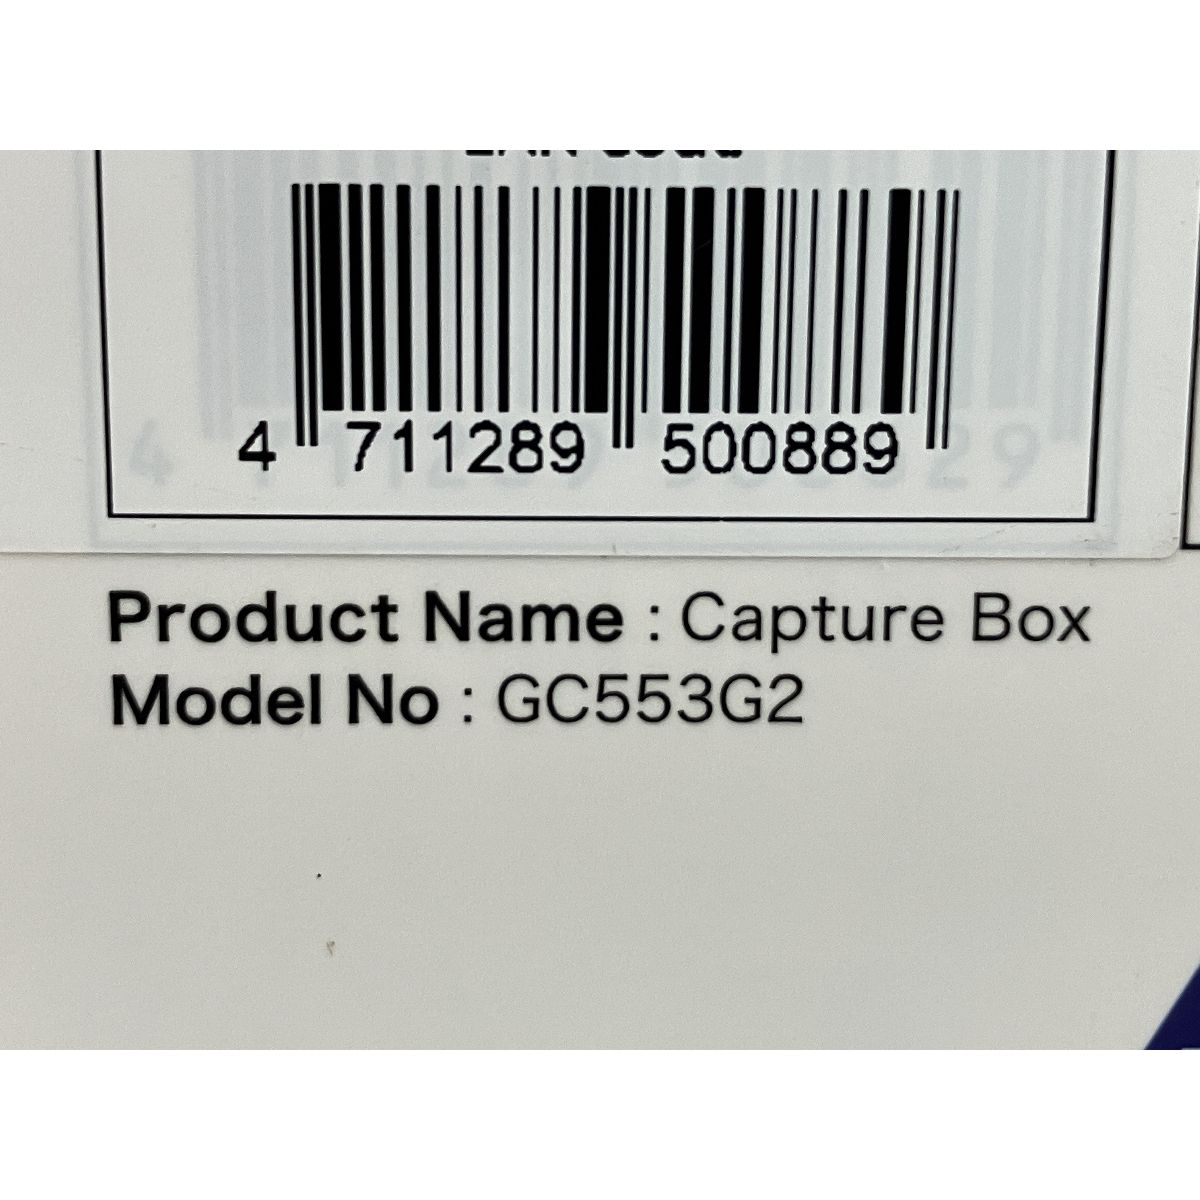 4 711289 500889
Product Name : Capture Box
Model No : GC553G2